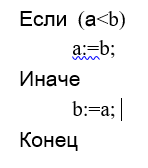 Если (a<b)
a:=b;
Иначе
b:=a;
Конец